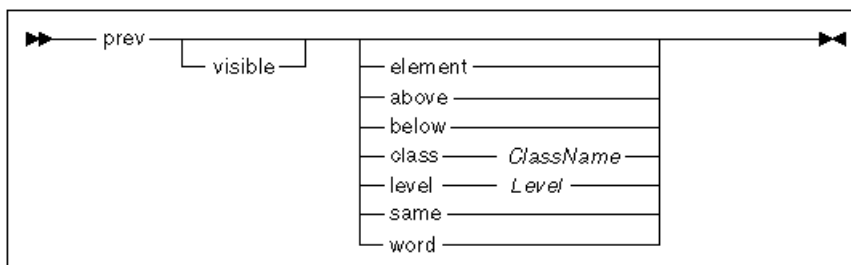 prev
visible
element
above
below
class ClassName
level Level
same
word